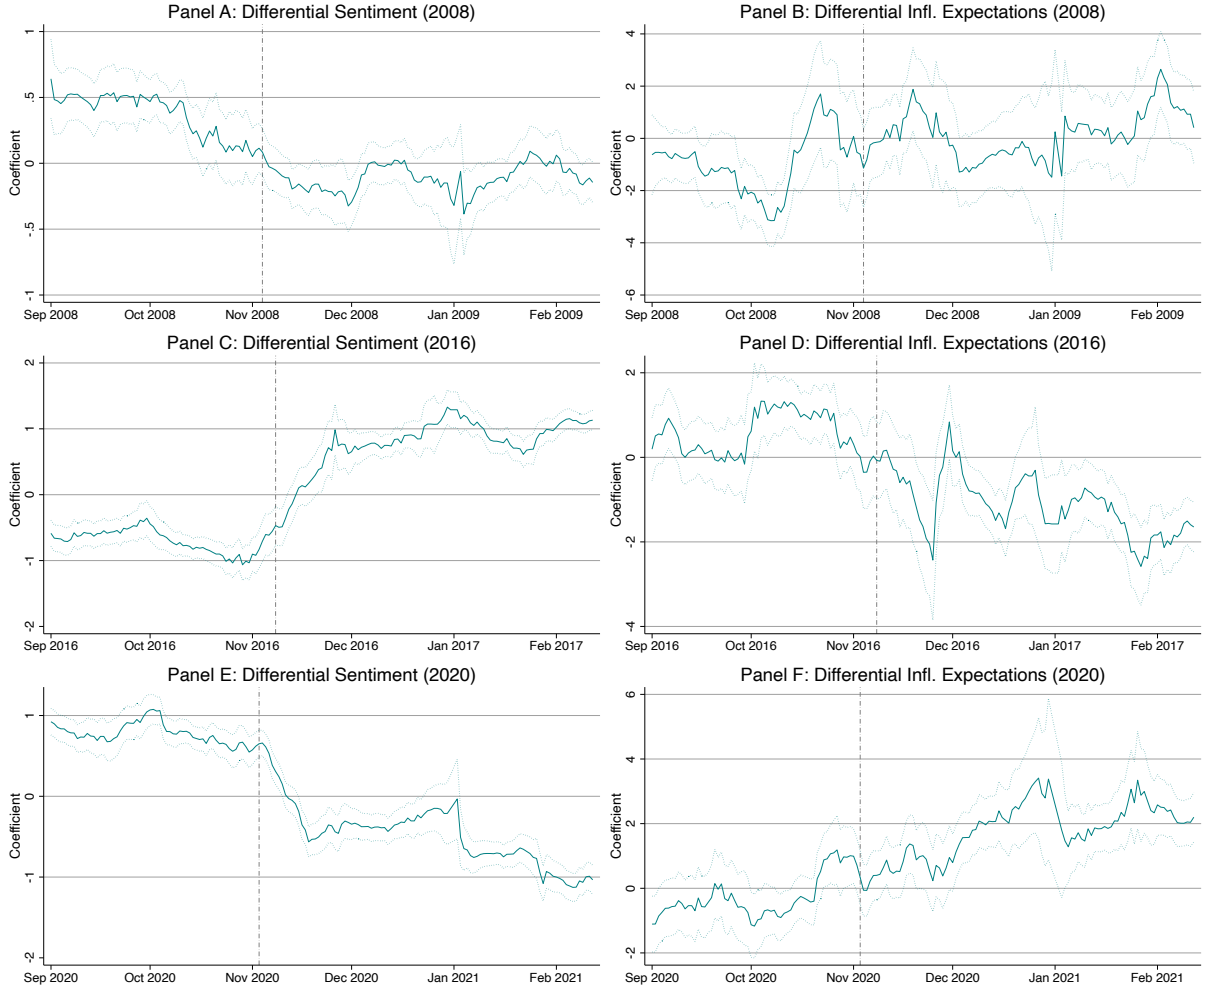 Panel A: Differential Sentiment (2008)
Coefficient
1
.5
0
-.5
-1
Sep 2008 Oct 2008 Nov 2008 Dec 2008 Jan 2009 Feb 2009
Panel B: Differential Infl. Expectations (2008)
Coefficient
4
2
0
-2
-4
-6
Sep 2008 Oct 2008 Nov 2008 Dec 2008 Jan 2009 Feb 2009
Panel C: Differential Sentiment (2016)
Coefficient
2
1
0
-1
-2
Sep 2016 Oct 2016 Nov 2016 Dec 2016 Jan 2017 Feb 2017
Panel D: Differential Infl. Expectations (2016)
Coefficient
2
0
-2
-4
Sep 2016 Oct 2016 Nov 2016 Dec 2016 Jan 2017 Feb 2017
Panel E: Differential Sentiment (2020)
Coefficient
1
0
-1
-2
Sep 2020 Oct 2020 Nov 2020 Dec 2020 Jan 2021 Feb 2021
Panel F: Differential Infl. Expectations (2020)
Coefficient
6
4
2
0
-2
Sep 2020 Oct 2020 Nov 2020 Dec 2020 Jan 2021 Feb 2021